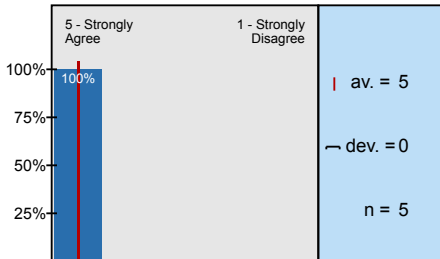 5 - Strongly
Agree
1 - Strongly
Disagree
100%
100%
75%
50%
25%
av. = 5
dev. =0
n = 5